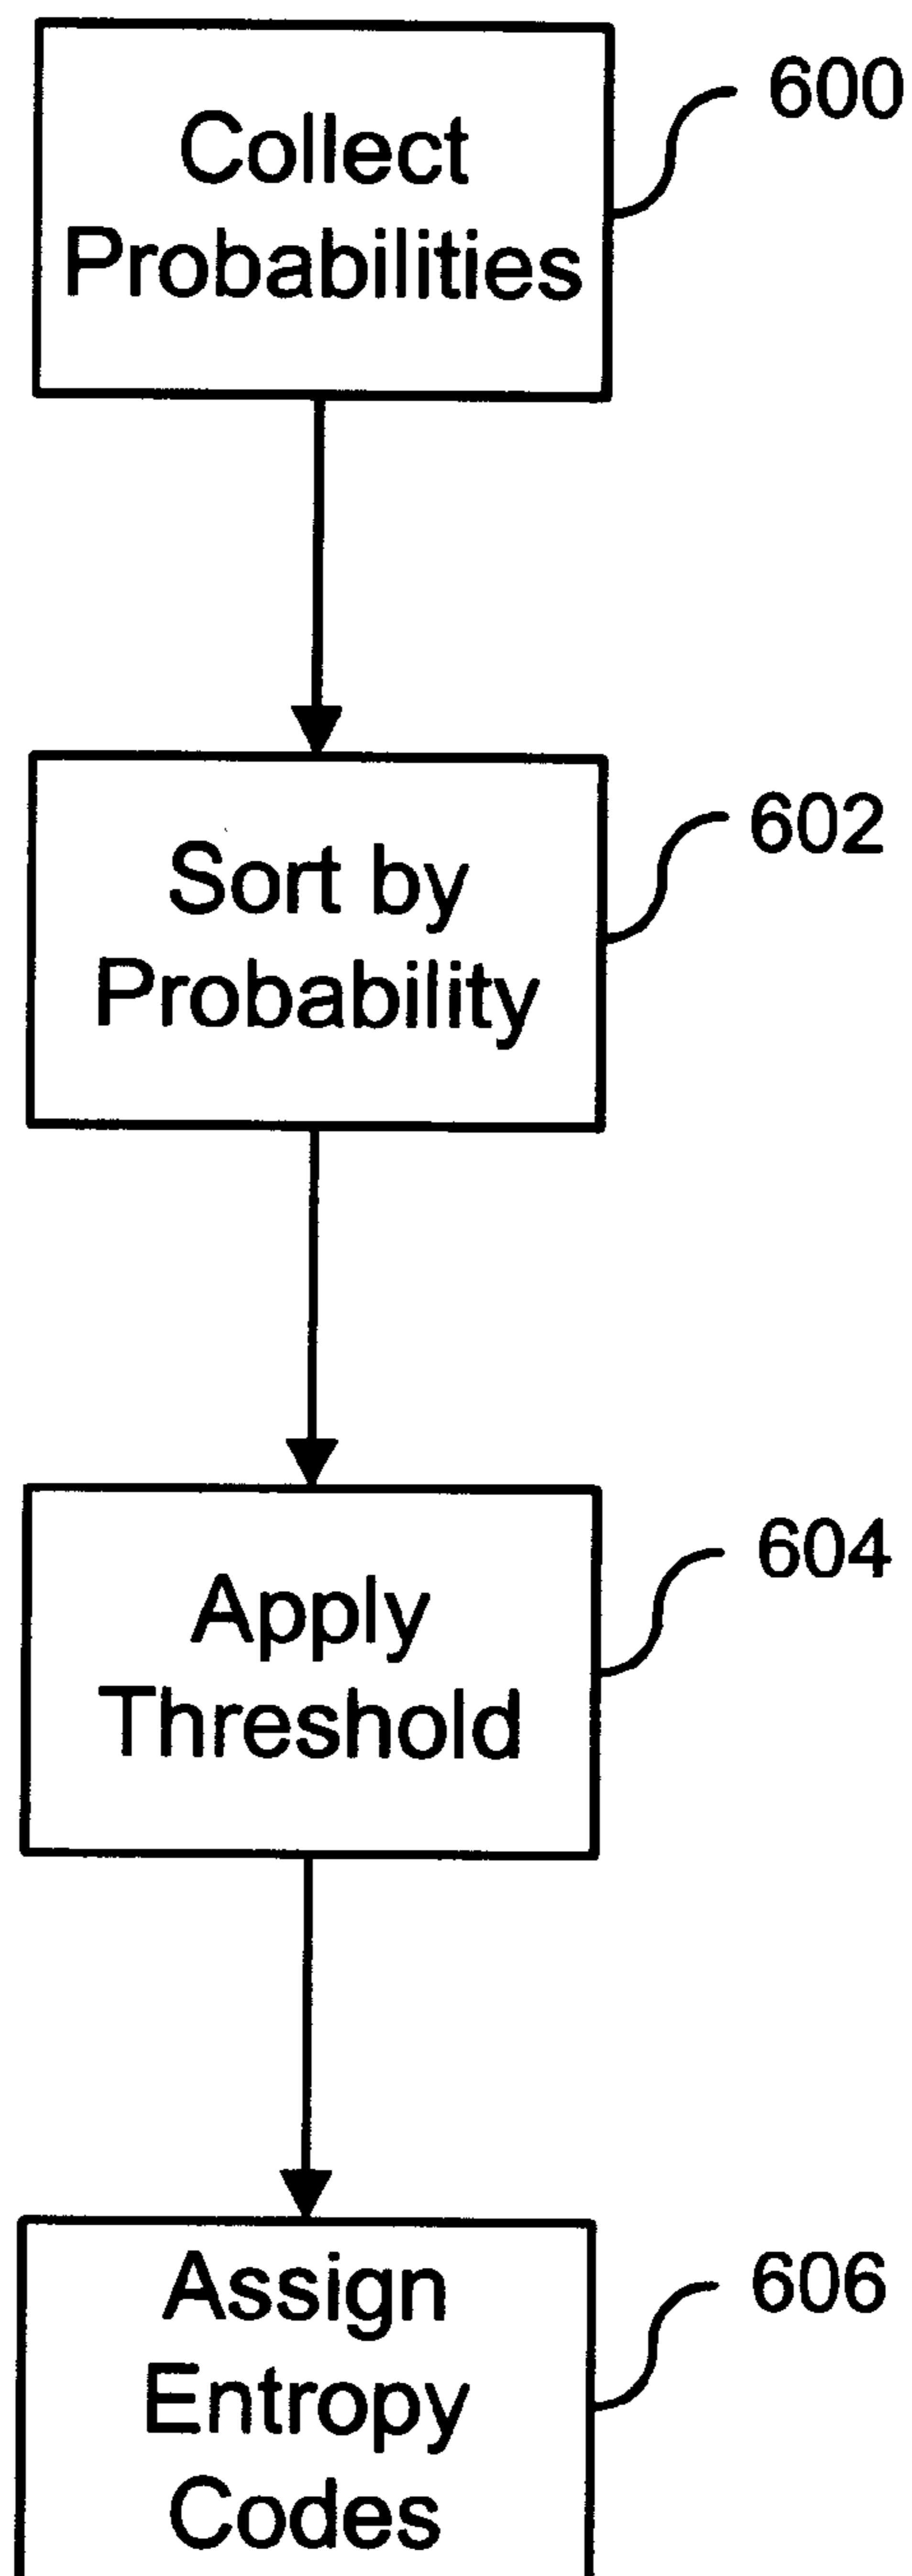 Collect
Probabilities
600
Sort by
Probability
602
Apply
Threshold
604
Assign
Entropy
Codes
606